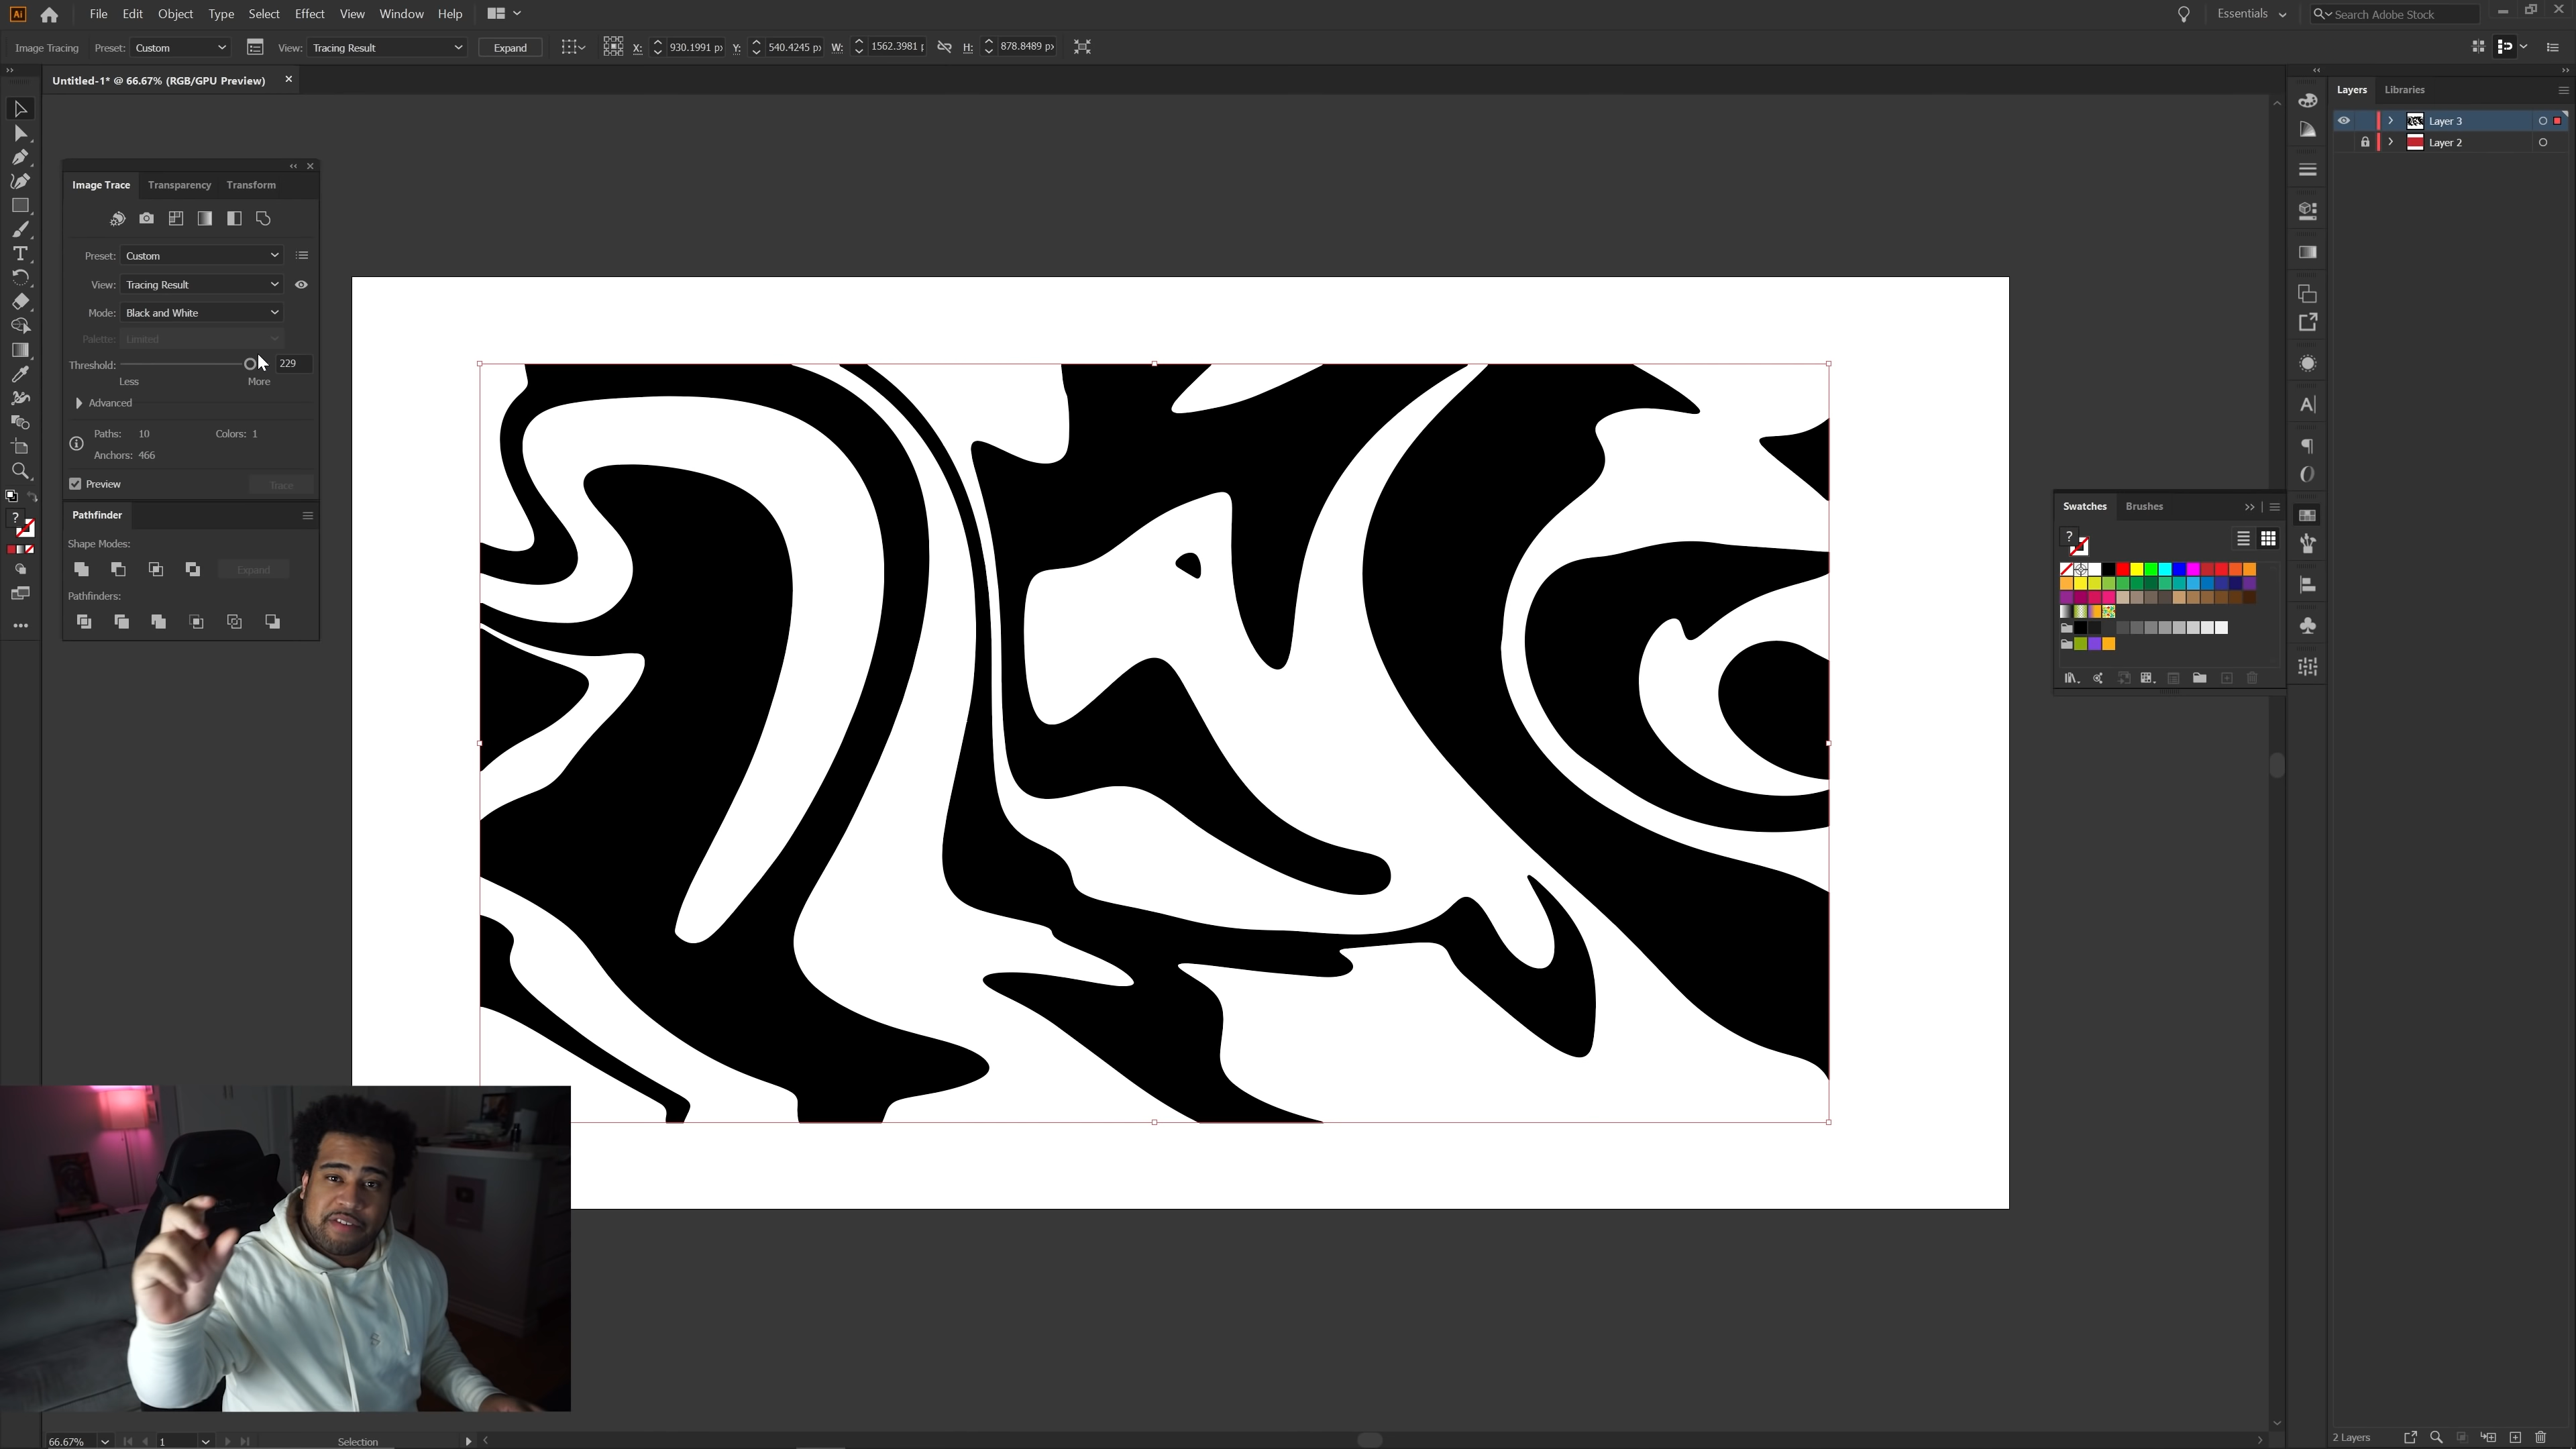 Ai File Edit Object Type Select Effect View Window Help Essentials Search Adobe Stock
Image Tracing Preset: Custom View: Tracing Result Expand X: 930.1991 px Y: 540.4245 px W: 1562.3981 H: 878.8489 px
Untitled-1* @ 66.67% (RGB/GPU Preview)
Layers Libraries
Layer 3
Layer 2
Image Trace Transparency Transform
Preset: Custom
View: Tracing Result
Mode: Black and White
Palette: Limited
Threshold: 229
Less More
Advanced
Paths: 10 Colors: 1
Anchors: 466
Preview Trace
Pathfinder
Shape Modes:
Expand
Pathfinders:
Swatches Brushes
?
?
66.67% 1 Selection
2 Layers